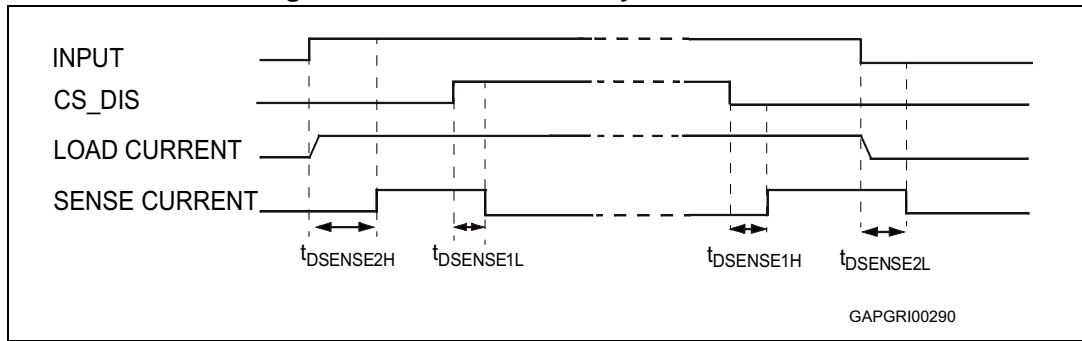 INPUT
CS_DIS
LOAD CURRENT
SENSE CURRENT
tDSENSE2H tDSENSE1L tDSENSE1H tDSENSE2L
GAPGRI00290